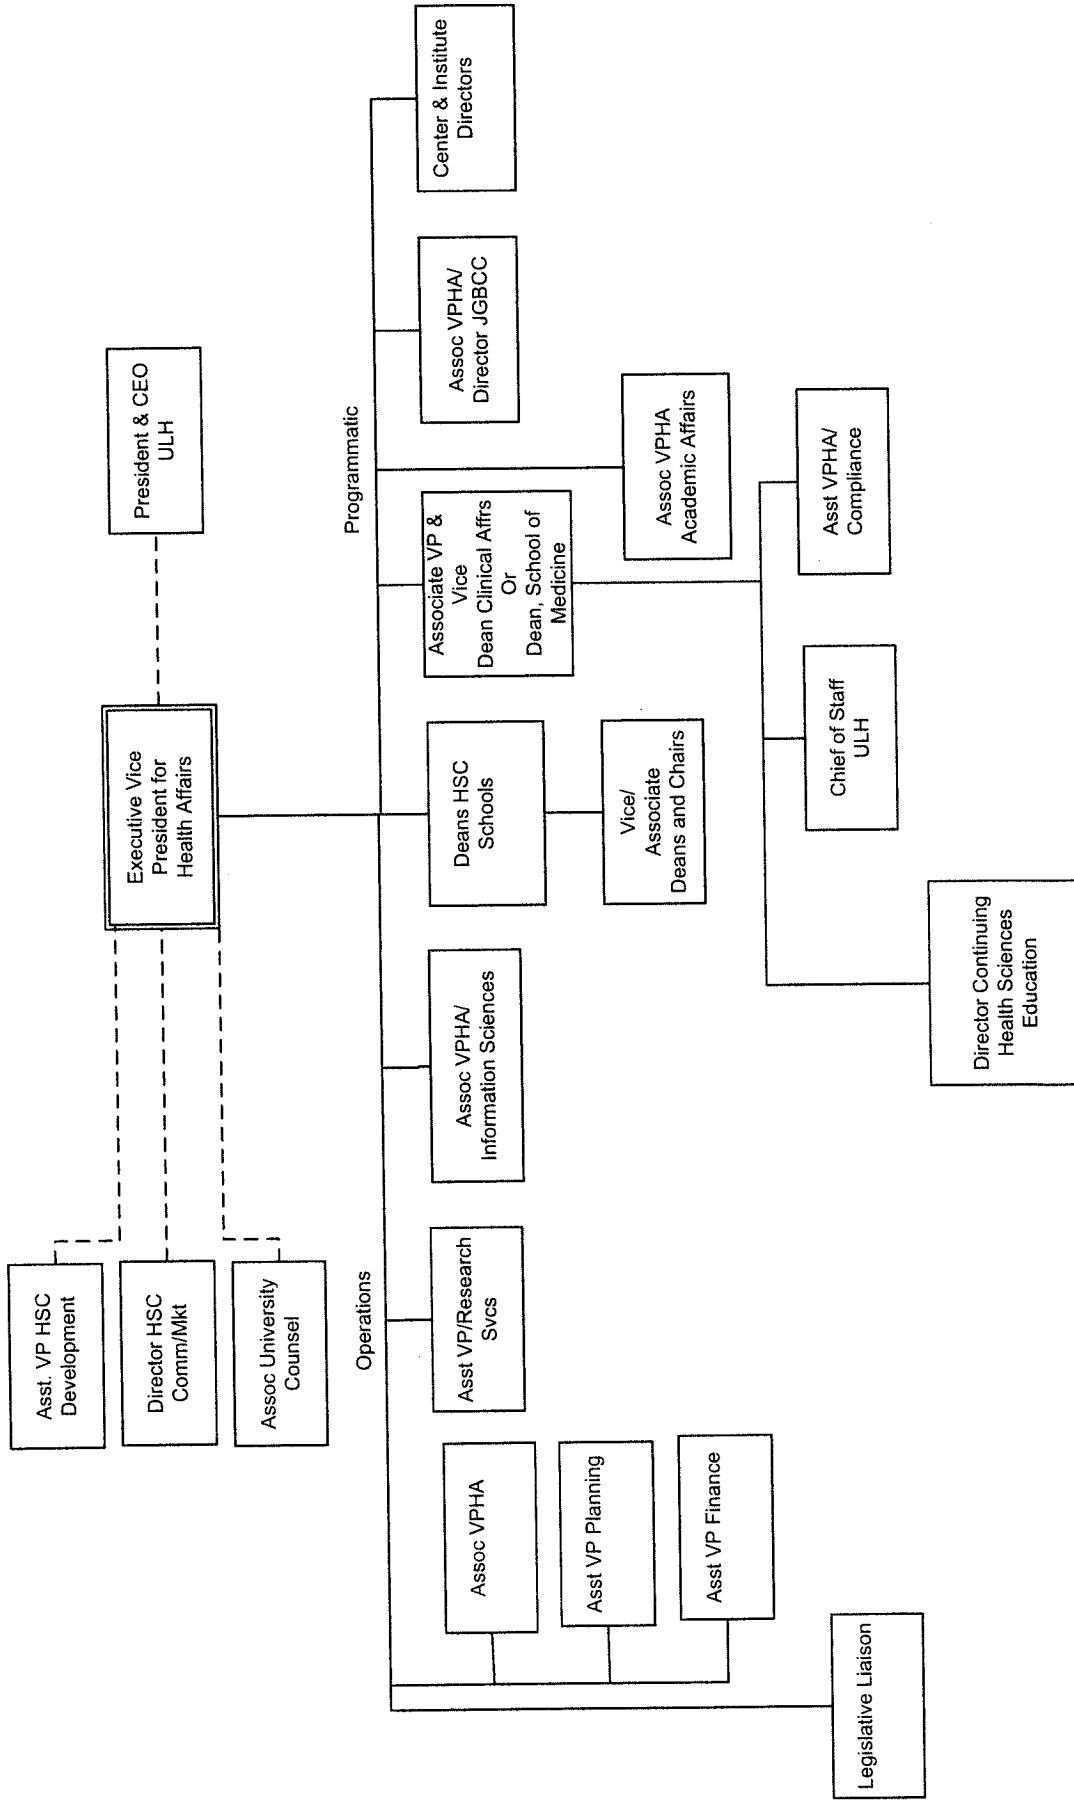 Asst. VP HSC
Development
Director HSC
Comm/Mkt
Assoc University
Counsel
Executive Vice
President for
Health Affairs
President & CEO
ULH
Operations
Programmatic
Assoc VPHA
Asst VP Planning
Asst VP Finance
Legislative Liaison
Asst VP/Research
Svcs
Assoc VPHA/
Information Sciences
Deans HSC
Schools
Vice/
Associate
Deans and Chairs
Associate VP &
Vice
Dean Clinical Affrs
Or
Dean, School of
Medicine
Assoc VPHA
Academic Affairs
Assoc VPHA/
Director JGBCC
Center & Institute
Directors
Director Continuing
Health Sciences
Education
Chief of Staff
ULH
Asst VPHA/
Compliance